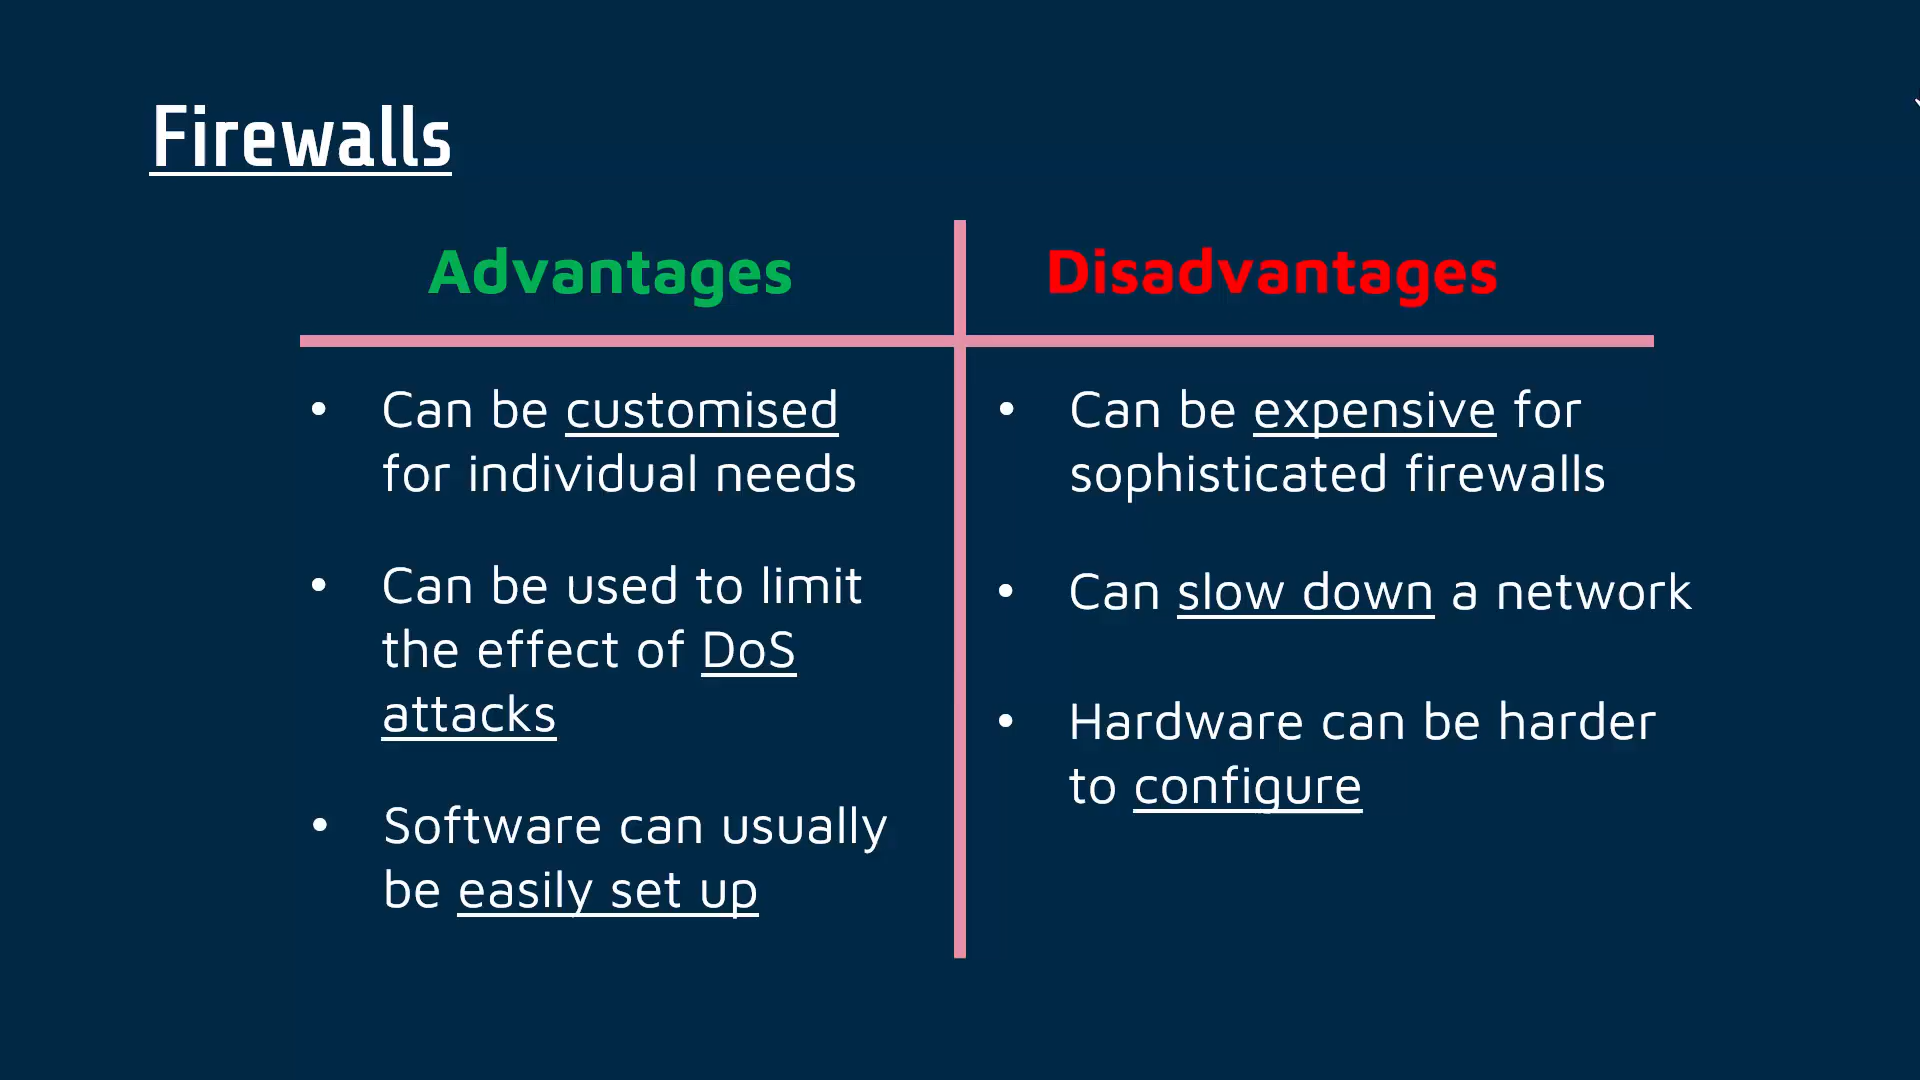 Firewalls
Advantages
Disadvantages
• Can be customised
for individual needs
• Can be used to limit
the effect of DoS
attacks
• Software can usually
be easily set up
• Can be expensive for
sophisticated firewalls
• Can slow down a network
• Hardware can be harder
to configure